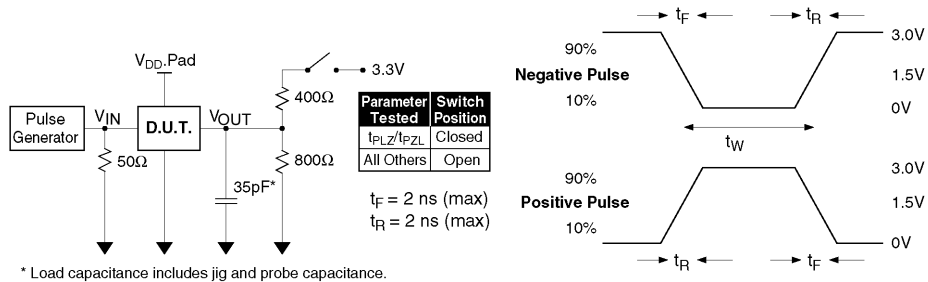 V_DD.Pad
3.3V
400Ω
Pulse
Generator
V_IN
D.U.T.
V_OUT
50Ω
35pF*
800Ω
Parameter Tested Switch Position
t_PLZ/t_PZL Closed
All Others Open
t_F = 2 ns (max)
t_R = 2 ns (max)
* Load capacitance includes jig and probe capacitance.
t_F t_R
90% 3.0V
Negative Pulse 1.5V
10% 0V
t_W
90% 3.0V
Positive Pulse 1.5V
10% 0V
t_R t_F